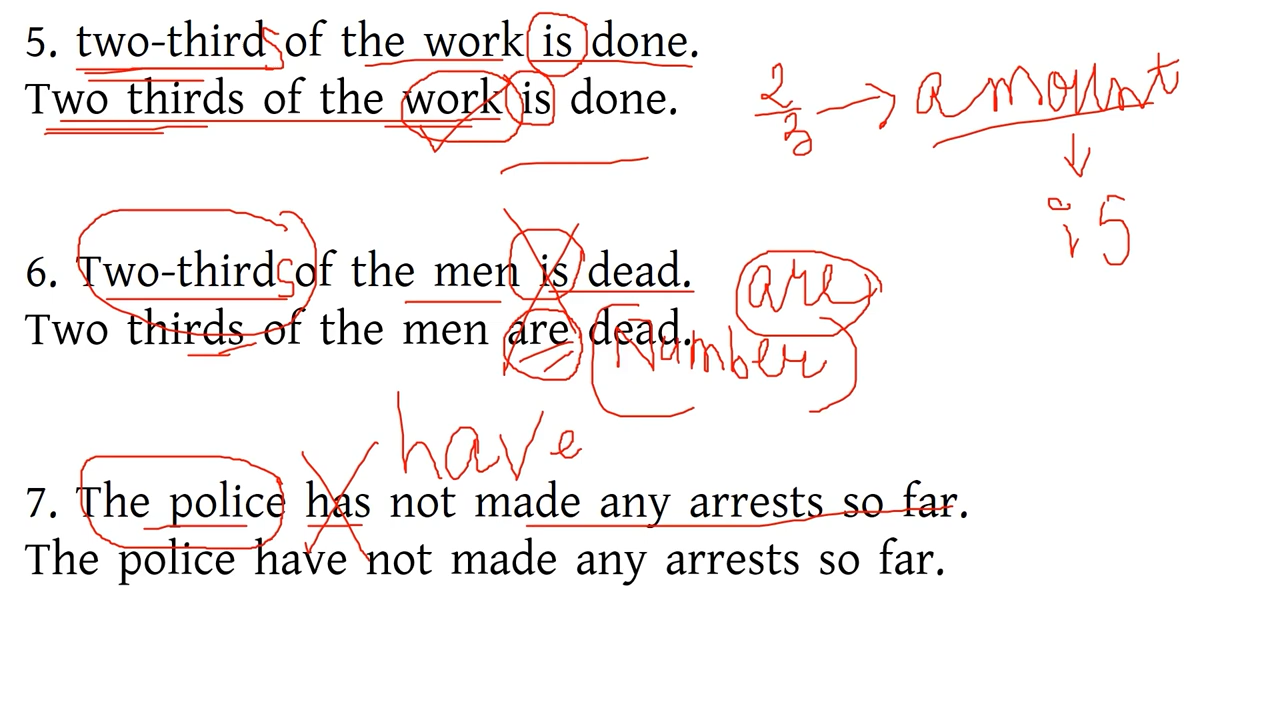 5. two-thirds of the work is done.
Two thirds of the work is done.
2/3 → amount
↓
is
6. Two-thirds of the men is dead. are
Two thirds of the men are dead. Number
have
7. The police has not made any arrests so far.
The police have not made any arrests so far.